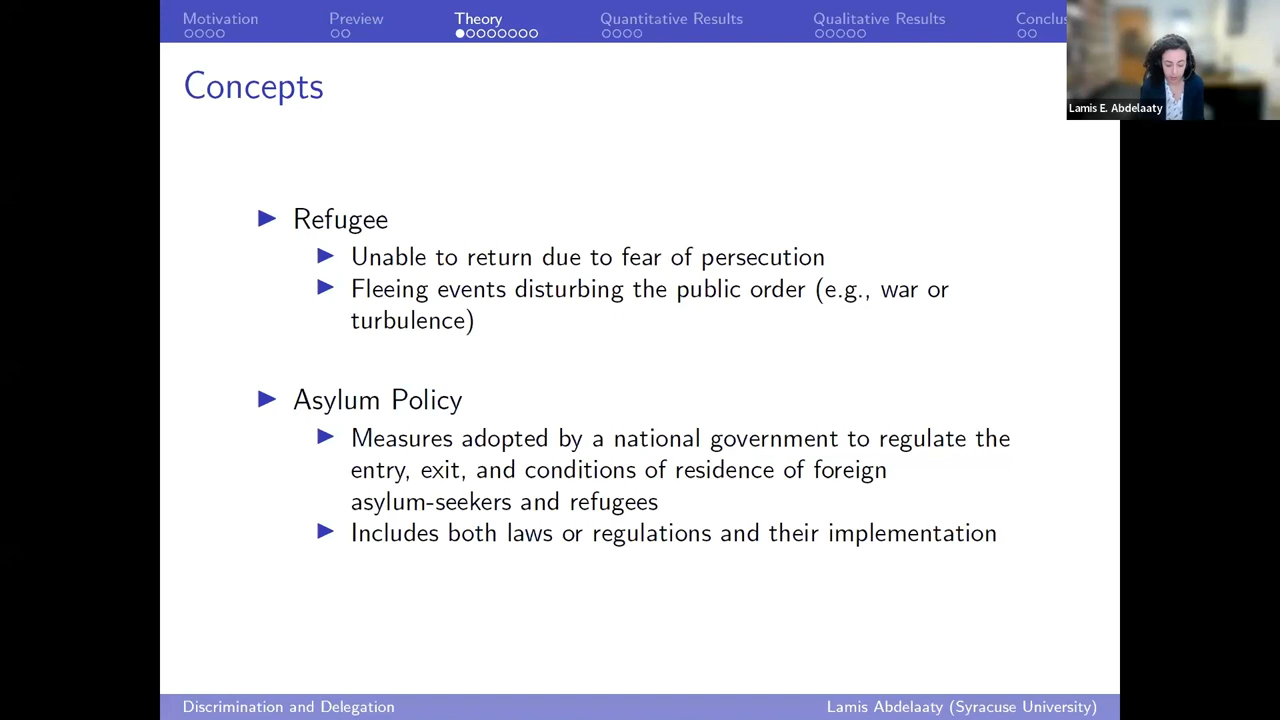 Motivation Preview Theory Quantitative Results Qualitative Results Conclus
Lamis E. Abdelaaty
Concepts
Refugee
Unable to return due to fear of persecution
Fleeing events disturbing the public order (e.g., war or
turbulence)
Asylum Policy
Measures adopted by a national government to regulate the
entry, exit, and conditions of residence of foreign
asylum-seekers and refugees
Includes both laws or regulations and their implementation
Discrimination and Delegation Lamis Abdelaaty (Syracuse University)